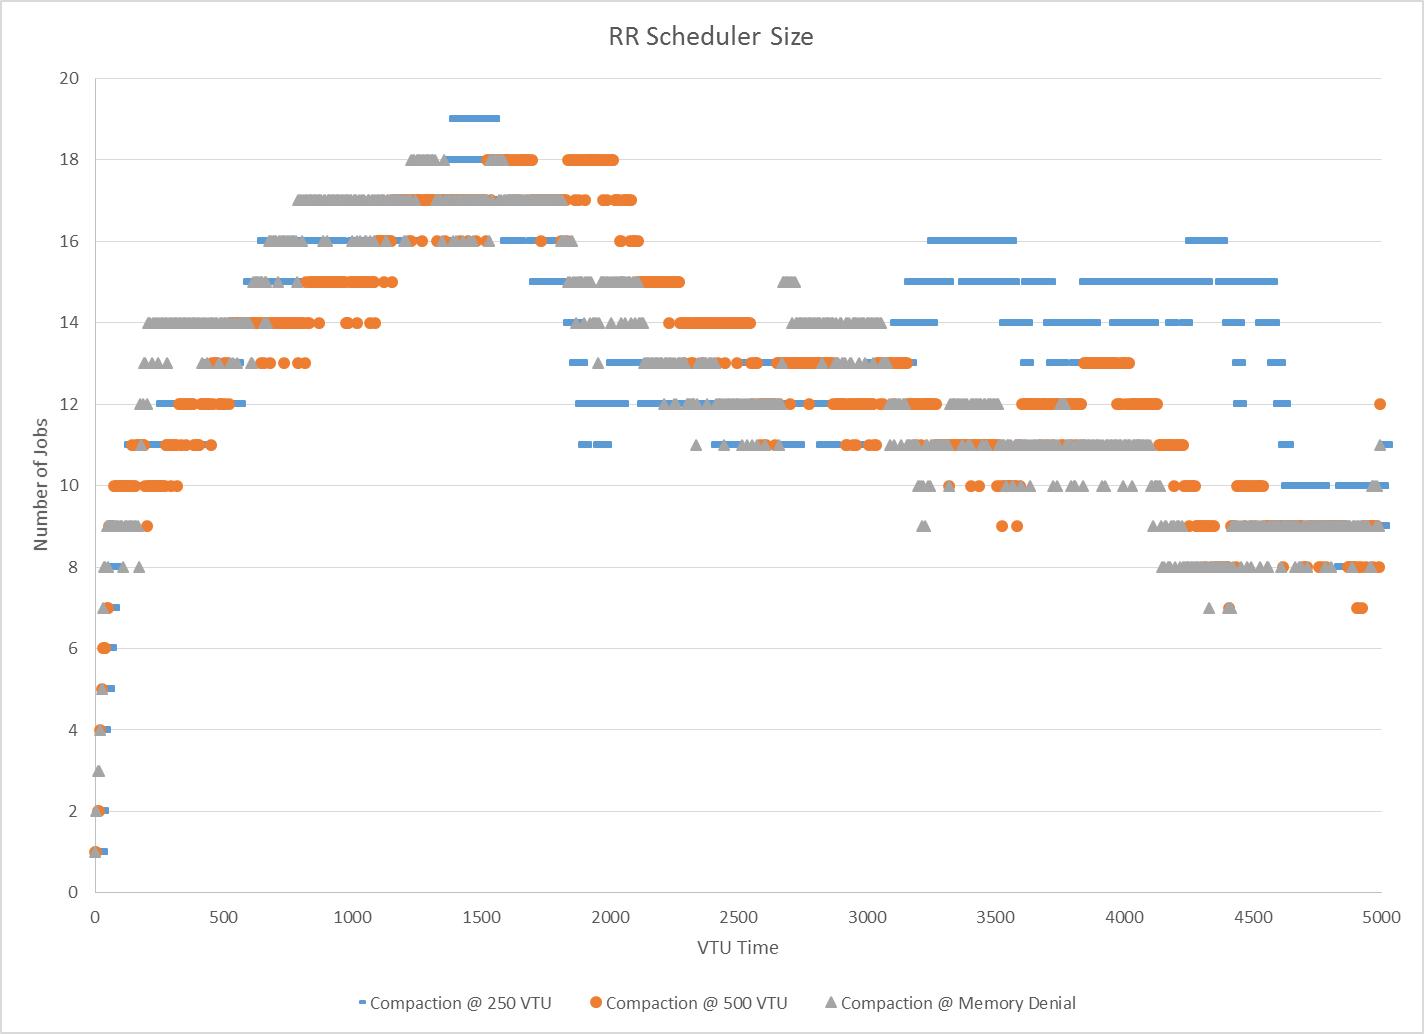 RR Scheduler Size
20
18
16
14
12
10
8
6
4
2
0
Number of Jobs
0 500 1000 1500 2000 2500 3000 3500 4000 4500 5000
VTU Time
Compaction @ 250 VTU Compaction @ 500 VTU Compaction @ Memory Denial